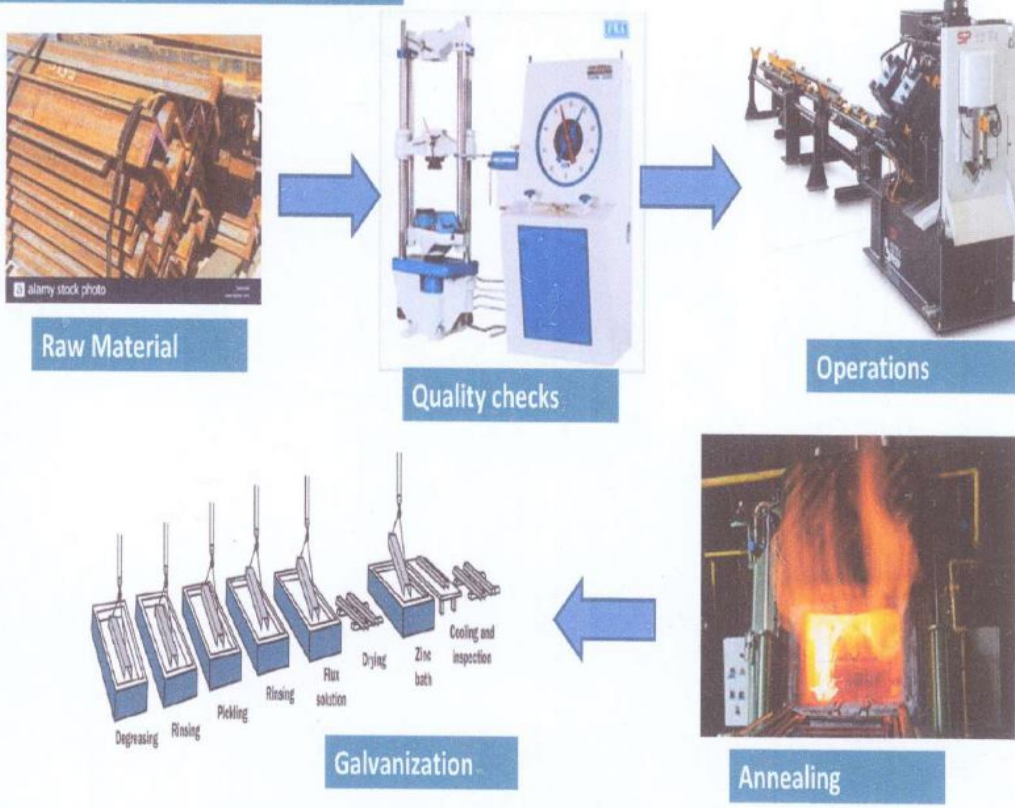 alamy stock photo
Raw Material
Quality checks
SP
Operations
Degreasing
Rinsing
Pickling
Rinsing
Flux
solution
Drying
Zinc
bath
Cooling and
inspection
Galvanization
Annealing